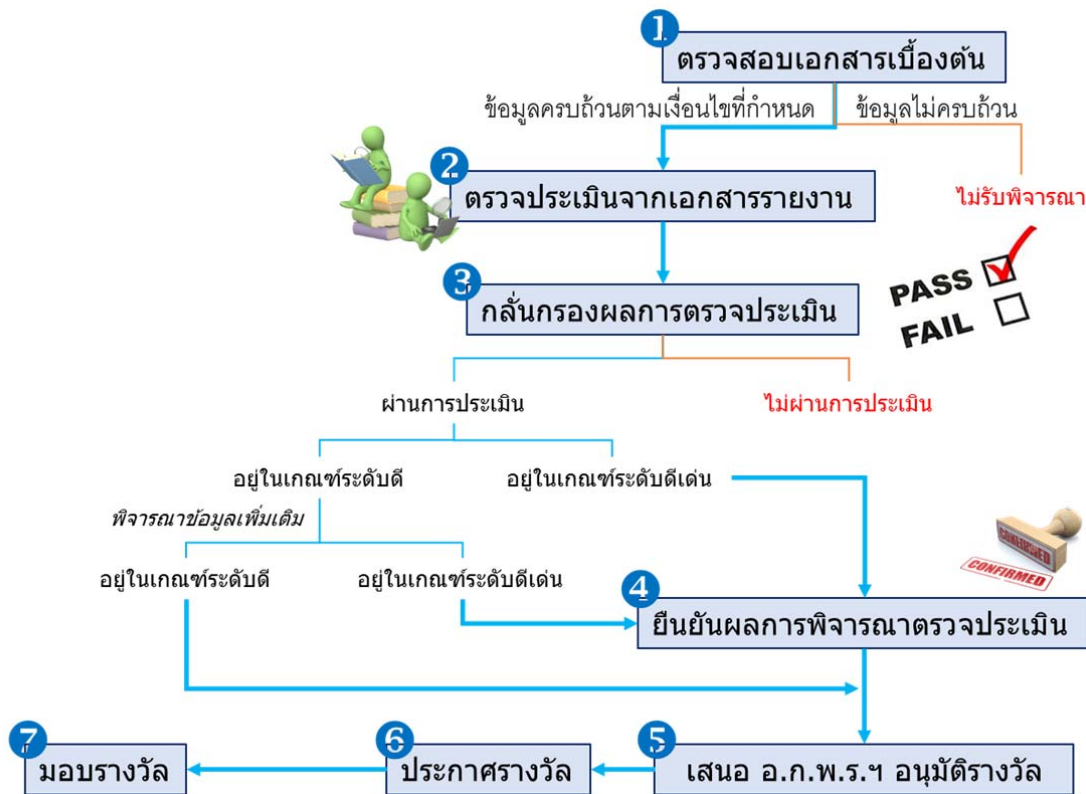 1
ตรวจสอบเอกสารเบื้องต้น
ข้อมูลครบถ้วนตามเงื่อนไขที่กำหนด
ข้อมูลไม่ครบถ้วน
2
ตรวจประเมินจากเอกสารรายงาน
ไม่รับพิจารณา
3
กลั่นกรองผลการตรวจประเมิน
PASS
FAIL
ผ่านการประเมิน
ไม่ผ่านการประเมิน
อยู่ในเกณฑ์ระดับดี
อยู่ในเกณฑ์ระดับดีเด่น
พิจารณาข้อมูลเพิ่มเติม
อยู่ในเกณฑ์ระดับดี
อยู่ในเกณฑ์ระดับดีเด่น
CONFIRMED
CONFIRMED
4
ยืนยันผลการพิจารณาตรวจประเมิน
7
มอบรางวัล
6
ประกาศรางวัล
5
เสนอ อ.ก.พ.ร.ฯ อนุมัติรางวัล